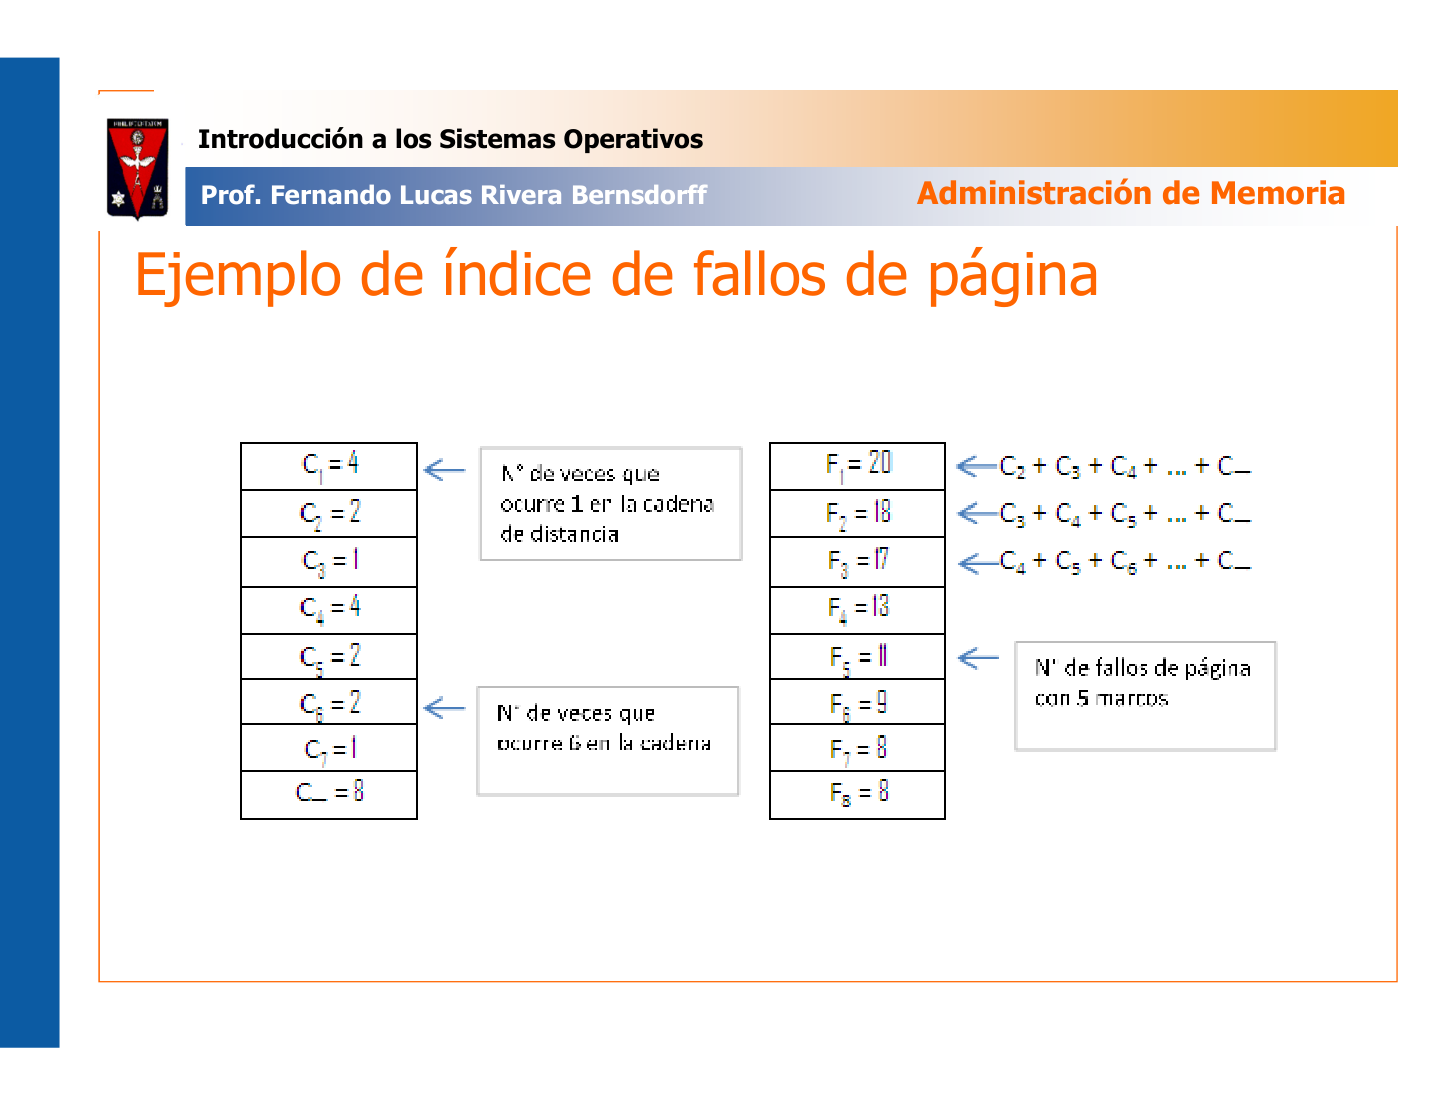 Introducción a los Sistemas Operativos
Prof. Fernando Lucas Rivera Bernsdorff
Administración de Memoria
Ejemplo de índice de fallos de página
C1 = 4
C2 = 2
C3 = 1
C4 = 4
C5 = 2
C6 = 2
C7 = 1
C_ = 8
N° de veces que
ocurre 1 en la cadena
de distancia
N° de veces que
ocurre 6 en la cadena
F1 = 20
F2 = 18
F3 = 17
F4 = 13
F5 = 11
F6 = 9
F7 = 8
F8 = 8
C2 + C3 + C4 + ... + C_
C3 + C4 + C5 + ... + C_
C4 + C5 + C6 + ... + C_
N° de fallos de página
con 5 marcos